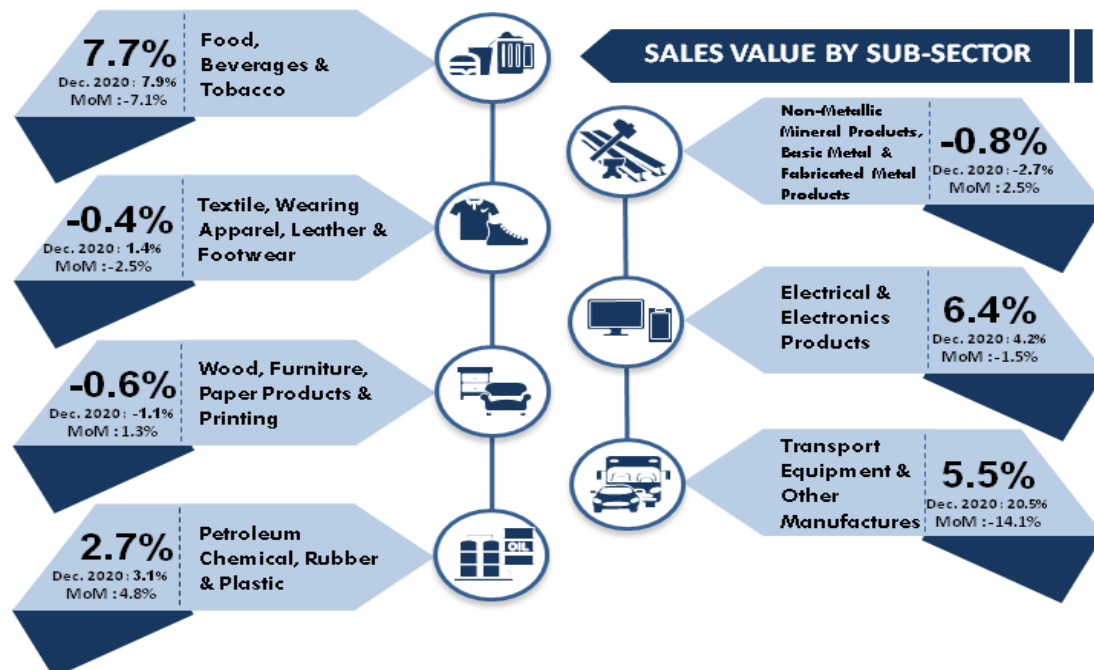 SALES VALUE BY SUB-SECTOR
7.7%
Dec. 2020: 7.9%
MoM :-7.1%
Food,
Beverages &
Tobacco
-0.4%
Dec. 2020: 1.4%
MoM :-2.5%
Textile, Wearing
Apparel, Leather &
Footwear
-0.6%
Dec. 2020: -1.1%
MoM : 1.3%
Wood, Furniture,
Paper Products &
Printing
2.7%
Dec. 2020: 3.1%
MoM : 4.8%
Petroleum
Chemical, Rubber
& Plastic
OIL
Non-Metallic
Mineral Products,
Basic Metal &
Fabricated Metal
Products
-0.8%
Dec. 2020: -2.7%
MoM : 2.5%
Electrical &
Electronics
Products
6.4%
Dec. 2020: 4.2%
MoM :-1.5%
Transport
Equipment &
Other
Manufactures
5.5%
Dec. 2020: 20.5%
MoM :-14.1%